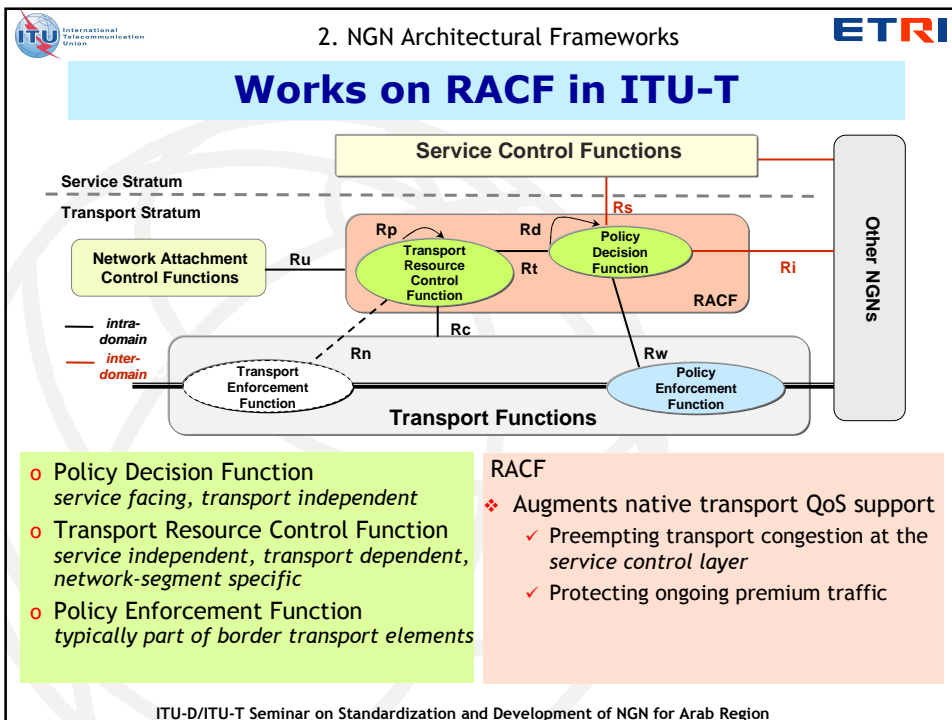 ITU International
Telecommunication
Union
2. NGN Architectural Frameworks
ETRI
Works on RACF in ITU-T
Service Control Functions
Service Stratum
Transport Stratum
Rs
Rp
Rd
Policy
Decision
Function
Transport
Resource
Control
Function
Rt
Ru
Network Attachment
Control Functions
Ri
RACF
Other NGNs
intra-
domain
inter-
domain
Rc
Rn
Rw
Transport
Enforcement
Function
Policy
Enforcement
Function
Transport Functions
o Policy Decision Function
service facing, transport independent
o Transport Resource Control Function
service independent, transport dependent,
network-segment specific
o Policy Enforcement Function
typically part of border transport elements
RACF
❖ Augments native transport QoS support
✓ Preempting transport congestion at the
service control layer
✓ Protecting ongoing premium traffic
ITU-D/ITU-T Seminar on Standardization and Development of NGN for Arab Region